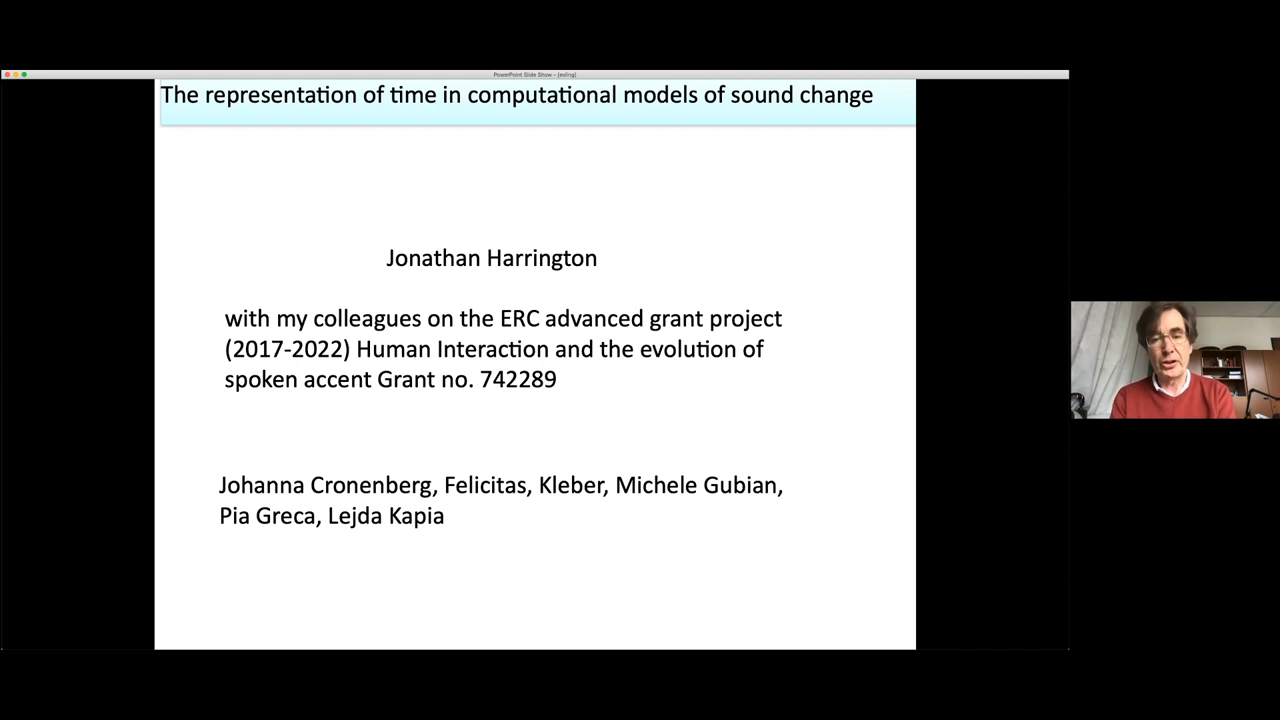 PowerPoint Slide Show - [exling]
The representation of time in computational models of sound change
Jonathan Harrington
with my colleagues on the ERC advanced grant project
(2017-2022) Human Interaction and the evolution of
spoken accent Grant no. 742289
Johanna Cronenberg, Felicitas, Kleber, Michele Gubian,
Pia Greca, Lejda Kapia